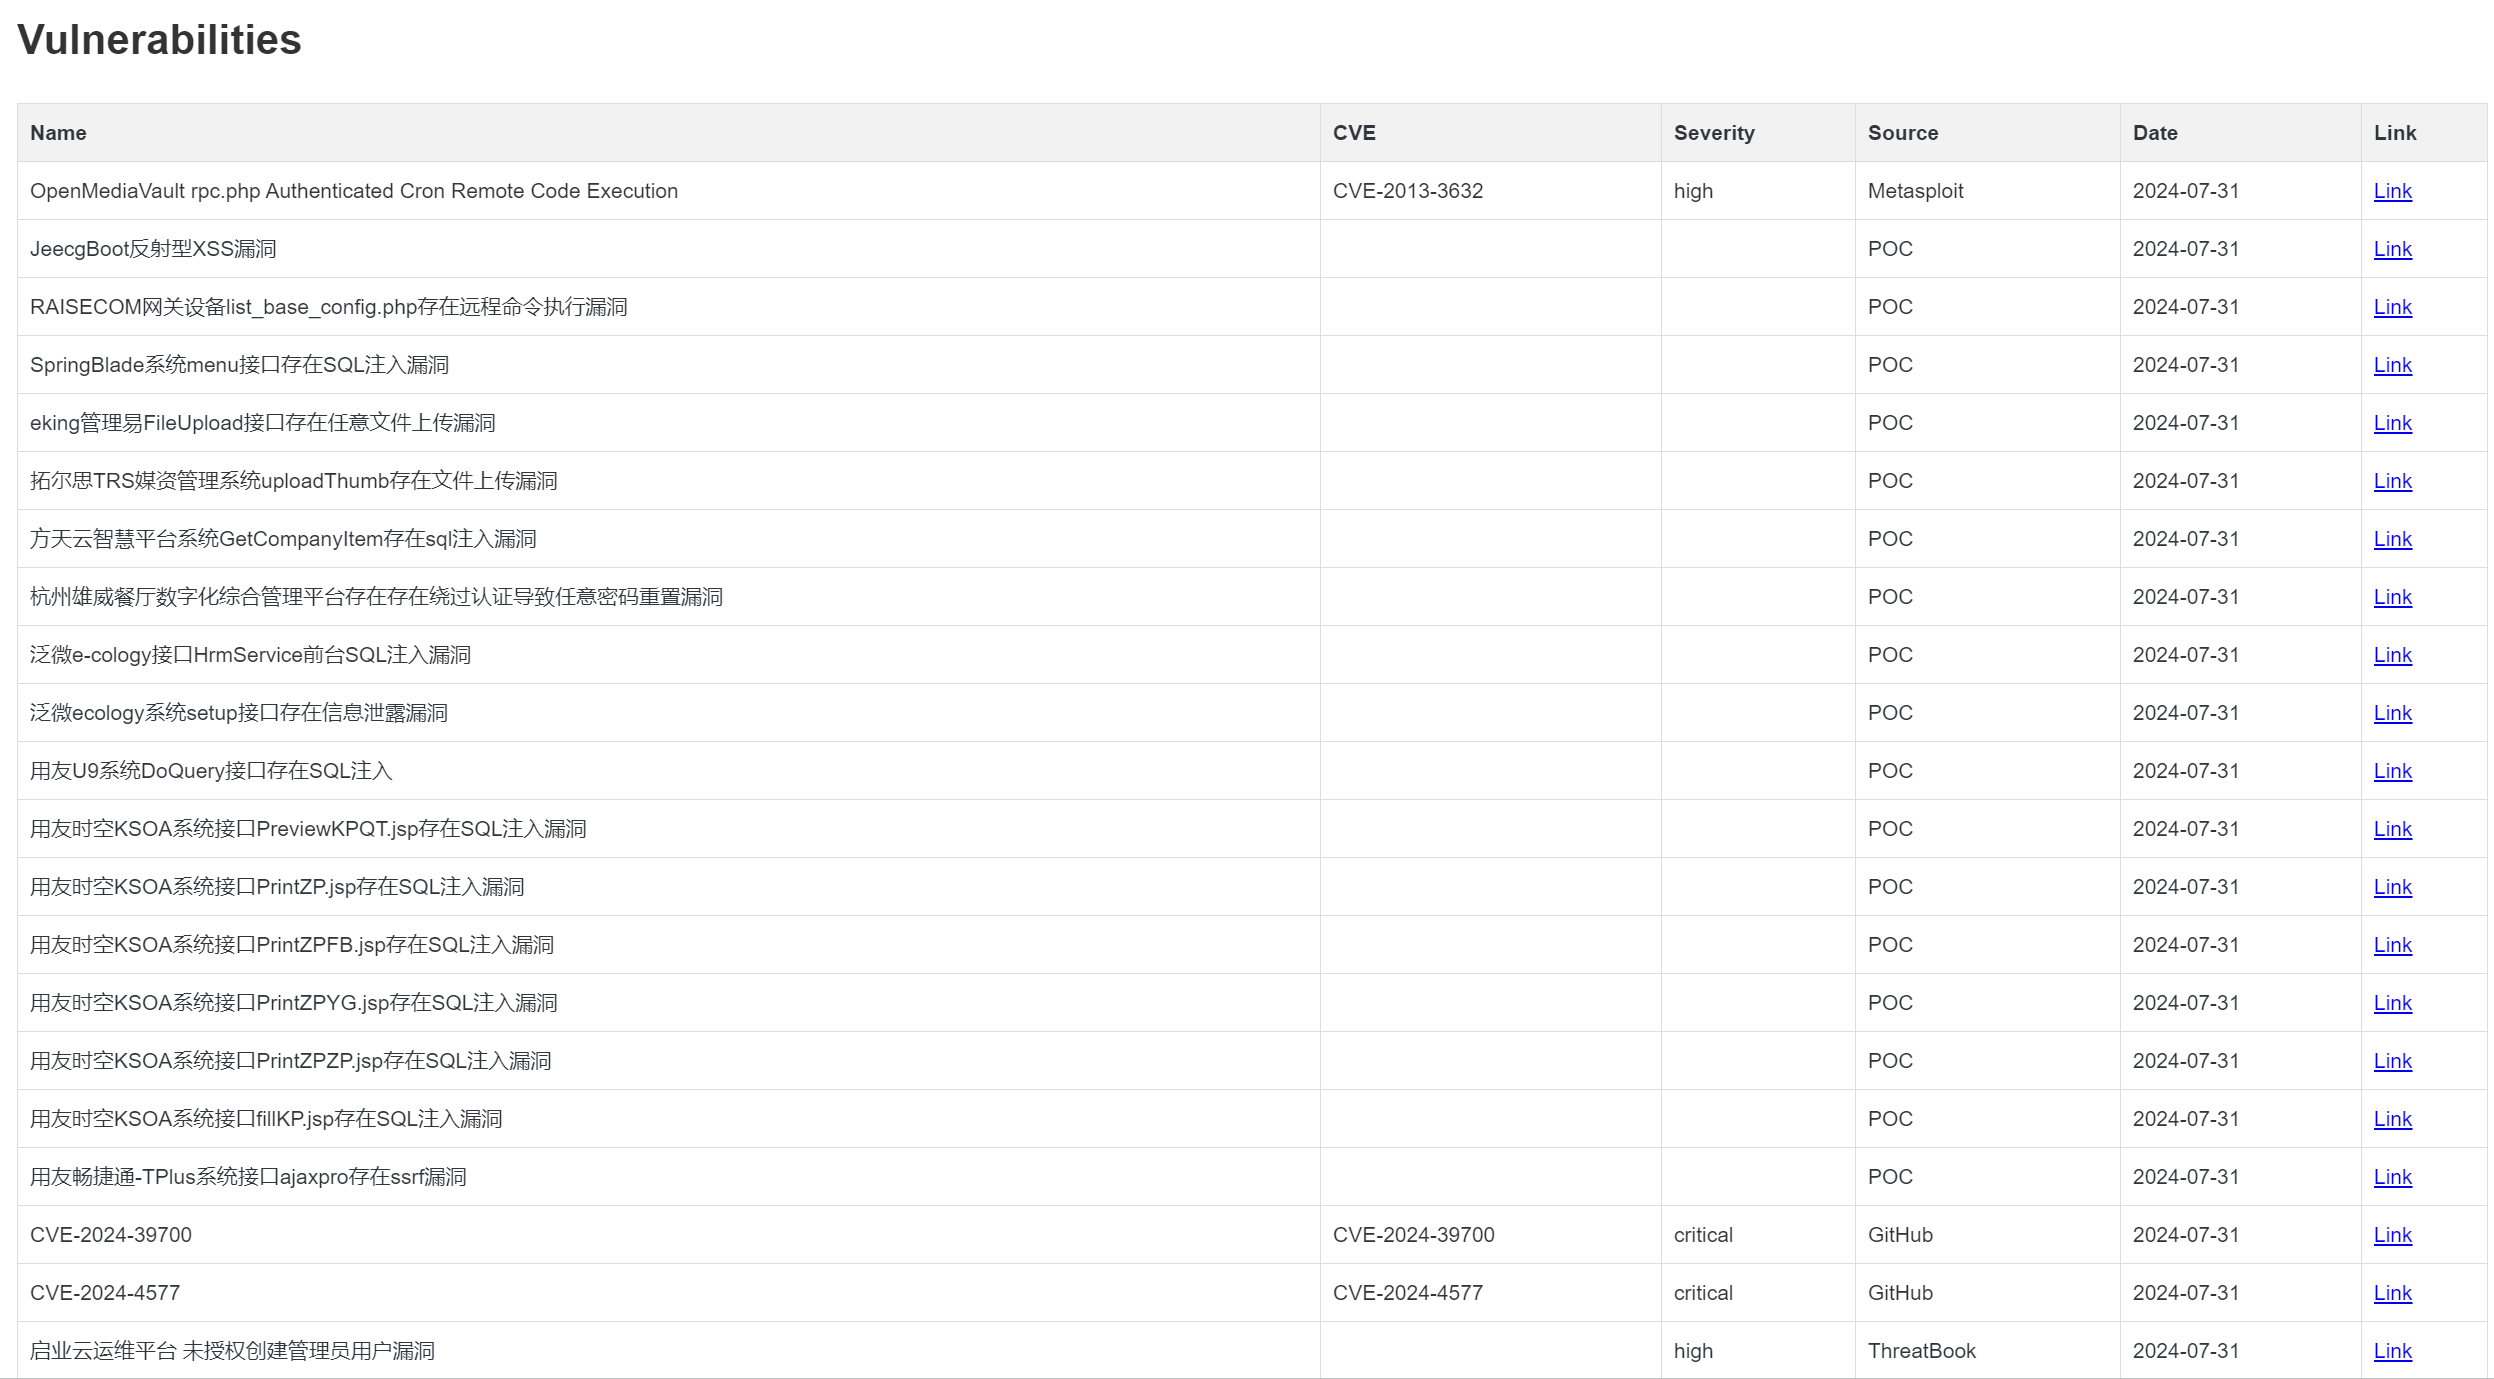 Vulnerabilities
Name CVE Severity Source Date Link
OpenMediaVault rpc.php Authenticated Cron Remote Code Execution CVE-2013-3632 high Metasploit 2024-07-31 Link
JeecgBoot反射型XSS漏洞 POC 2024-07-31 Link
RAISECOM网关设备list_base_config.php存在远程命令执行漏洞 POC 2024-07-31 Link
SpringBlade系统menu接口存在SQL注入漏洞 POC 2024-07-31 Link
eking管理易FileUpload接口存在任意文件上传漏洞 POC 2024-07-31 Link
拓尔思TRS媒资管理系统uploadThumb存在文件上传漏洞 POC 2024-07-31 Link
方天云智慧平台系统GetCompanyItem存在sql注入漏洞 POC 2024-07-31 Link
杭州雄威餐厅数字化综合管理平台存在存在绕过认证导致任意密码重置漏洞 POC 2024-07-31 Link
泛微e-cology接口HrmService前台SQL注入漏洞 POC 2024-07-31 Link
泛微ecology系统setup接口存在信息泄露漏洞 POC 2024-07-31 Link
用友U9系统DoQuery接口存在SQL注入 POC 2024-07-31 Link
用友时空KSOA系统接口PreviewKPQT.jsp存在SQL注入漏洞 POC 2024-07-31 Link
用友时空KSOA系统接口PrintZP.jsp存在SQL注入漏洞 POC 2024-07-31 Link
用友时空KSOA系统接口PrintZPFB.jsp存在SQL注入漏洞 POC 2024-07-31 Link
用友时空KSOA系统接口PrintZPYG.jsp存在SQL注入漏洞 POC 2024-07-31 Link
用友时空KSOA系统接口PrintZPZP.jsp存在SQL注入漏洞 POC 2024-07-31 Link
用友时空KSOA系统接口fillKP.jsp存在SQL注入漏洞 POC 2024-07-31 Link
用友畅捷通-TPlus系统接口ajaxpro存在ssrf漏洞 POC 2024-07-31 Link
CVE-2024-39700 CVE-2024-39700 critical GitHub 2024-07-31 Link
CVE-2024-4577 CVE-2024-4577 critical GitHub 2024-07-31 Link
启业云运维平台 未授权创建管理员用户漏洞 high ThreatBook 2024-07-31 Link